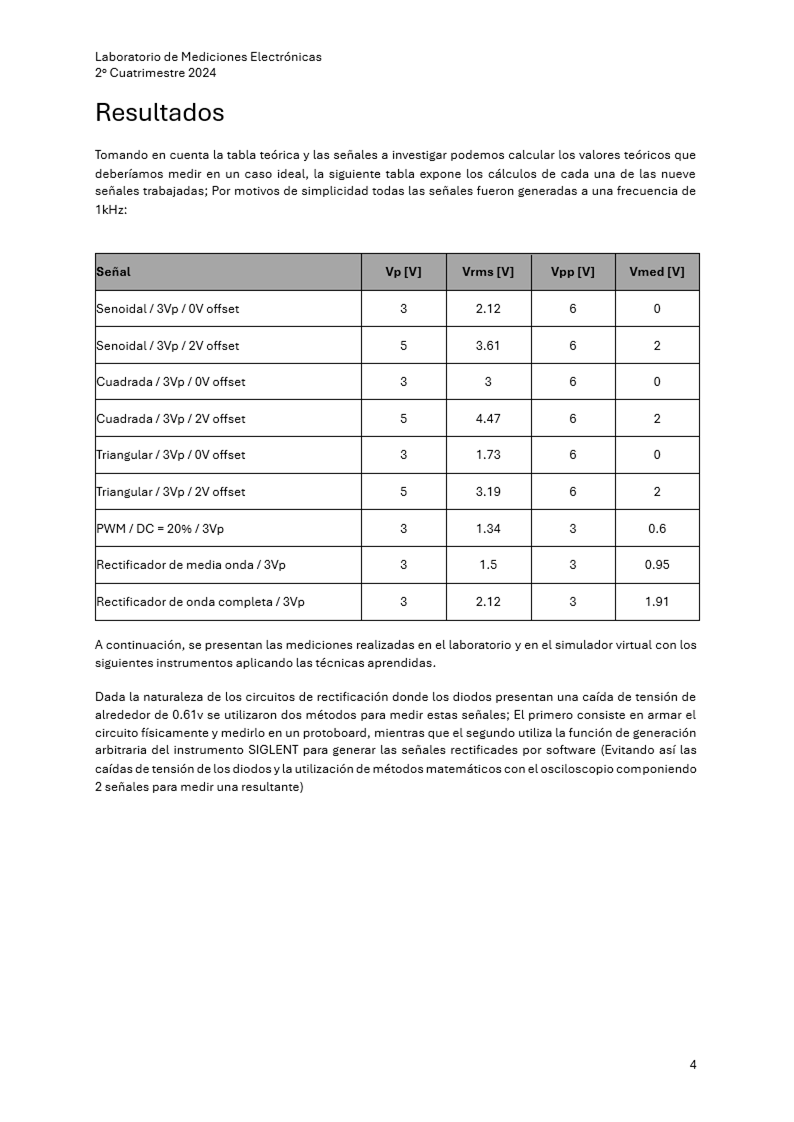 Laboratorio de Mediciones Electrónicas
2º Cuatrimestre 2024
Resultados
Tomando en cuenta la tabla teórica y las señales a investigar podemos calcular los valores teóricos que
deberíamos medir en un caso ideal, la siguiente tabla expone los cálculos de cada una de las nueve
señales trabajadas; Por motivos de simplicidad todas las señales fueron generadas a una frecuencia de
1kHz:
Señal Vp [V] Vrms [V] Vpp [V] Vmed [V]
Senoidal / 3Vp / 0V offset 3 2.12 6 0
Senoidal / 3Vp / 2V offset 5 3.61 6 2
Cuadrada / 3Vp / 0V offset 3 3 6 0
Cuadrada / 3Vp / 2V offset 5 4.47 6 2
Triangular / 3Vp / 0V offset 3 1.73 6 0
Triangular / 3Vp / 2V offset 5 3.19 6 2
PWM / DC = 20% / 3Vp 3 1.34 3 0.6
Rectificador de media onda / 3Vp 3 1.5 3 0.95
Rectificador de onda completa / 3Vp 3 2.12 3 1.91
A continuación, se presentan las mediciones realizadas en el laboratorio y en el simulador virtual con los
siguientes instrumentos aplicando las técnicas aprendidas.
Dada la naturaleza de los circuitos de rectificación donde los diodos presentan una caída de tensión de
alrededor de 0.61v se utilizaron dos métodos para medir estas señales; El primero consiste en armar el
circuito físicamente y medirlo en un protoboard, mientras que el segundo utiliza la función de generación
arbitraria del instrumento SIGLENT para generar las señales rectificadas por software (Evitando así las
caídas de tensión de los diodos y la utilización de métodos matemáticos con el osciloscopio componiendo
2 señales para medir una resultante)
4